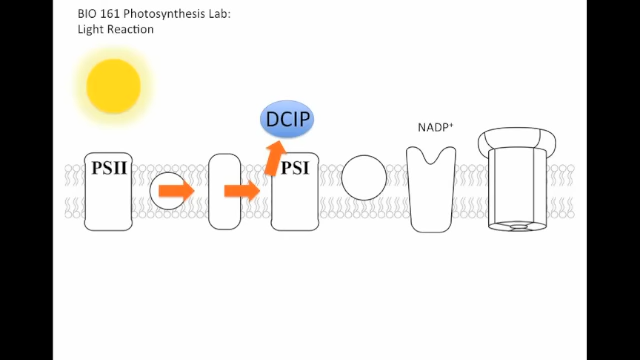 BIO 161 Photosynthesis Lab:
Light Reaction
DCIP
NADP⁺
PSII
PSI